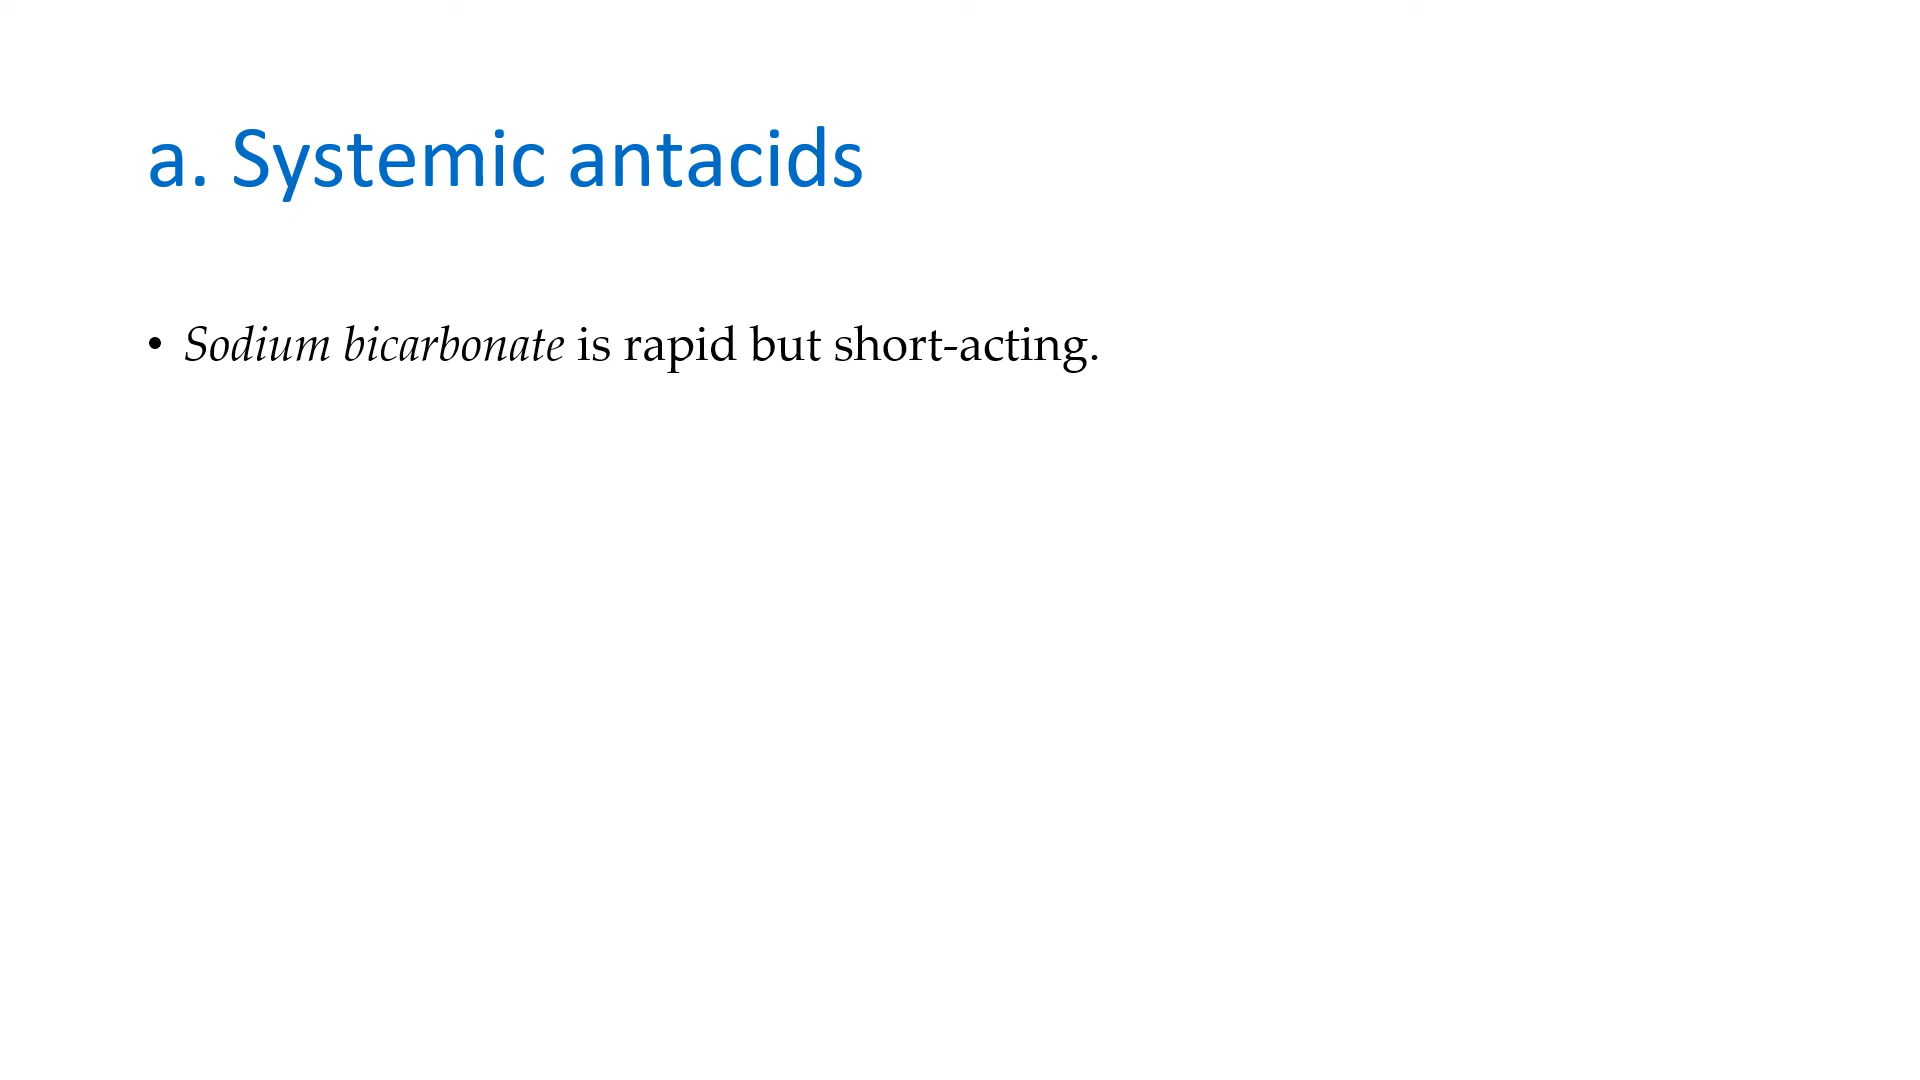 a. Systemic antacids
• Sodium bicarbonate is rapid but short-acting.